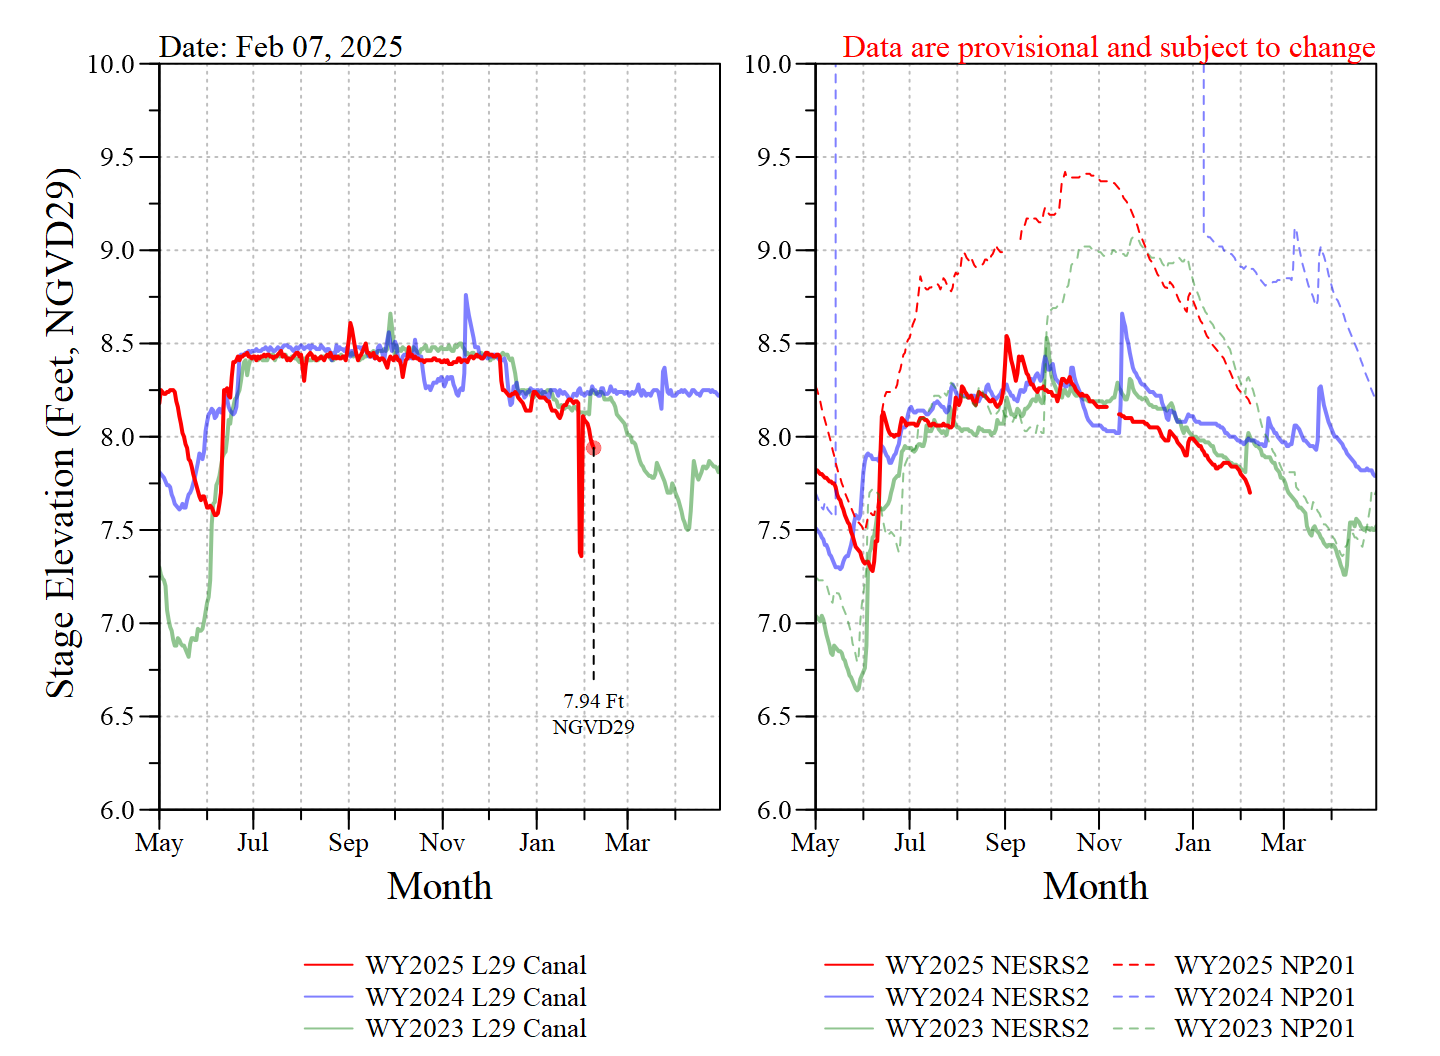 Date: Feb 07, 2025
Data are provisional and subject to change
Stage Elevation (Feet, NGVD29)
10.0
9.5
9.0
8.5
8.0
7.5
7.0
6.5
6.0
7.94 Ft
NGVD29
May Jul Sep Nov Jan Mar
Month
10.0
9.5
9.0
8.5
8.0
7.5
7.0
6.5
6.0
May Jul Sep Nov Jan Mar
Month
WY2025 L29 Canal
WY2024 L29 Canal
WY2023 L29 Canal
WY2025 NESRS2
WY2024 NESRS2
WY2023 NESRS2
WY2025 NP201
WY2024 NP201
WY2023 NP201